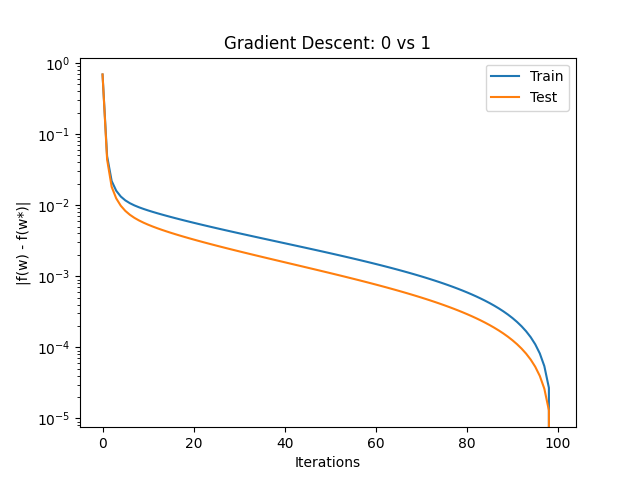 Gradient Descent: 0 vs 1
10⁰
10⁻¹
10⁻²
10⁻³
10⁻⁴
10⁻⁵
|f(w) - f(w*)|
Train
Test
0 20 40 60 80 100
Iterations